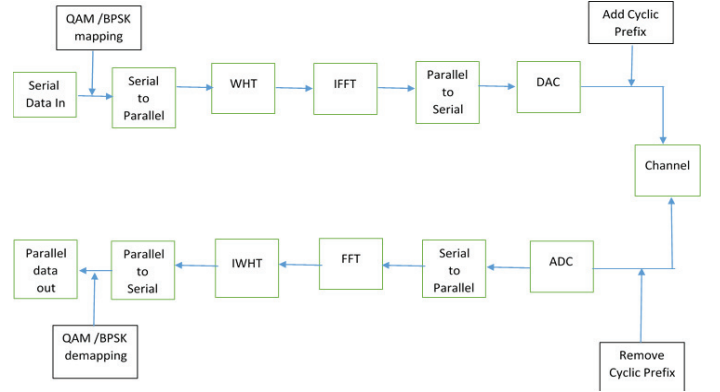 QAM /BPSK
mapping
Add Cyclic
Prefix
Serial
Data In
Serial
to
Parallel
WHT
IFFT
Parallel
to
Serial
DAC
Channel
Parallel
data
out
Parallel
to
Serial
IWHT
FFT
Serial
to
Parallel
ADC
QAM /BPSK
demapping
Remove
Cyclic Prefix